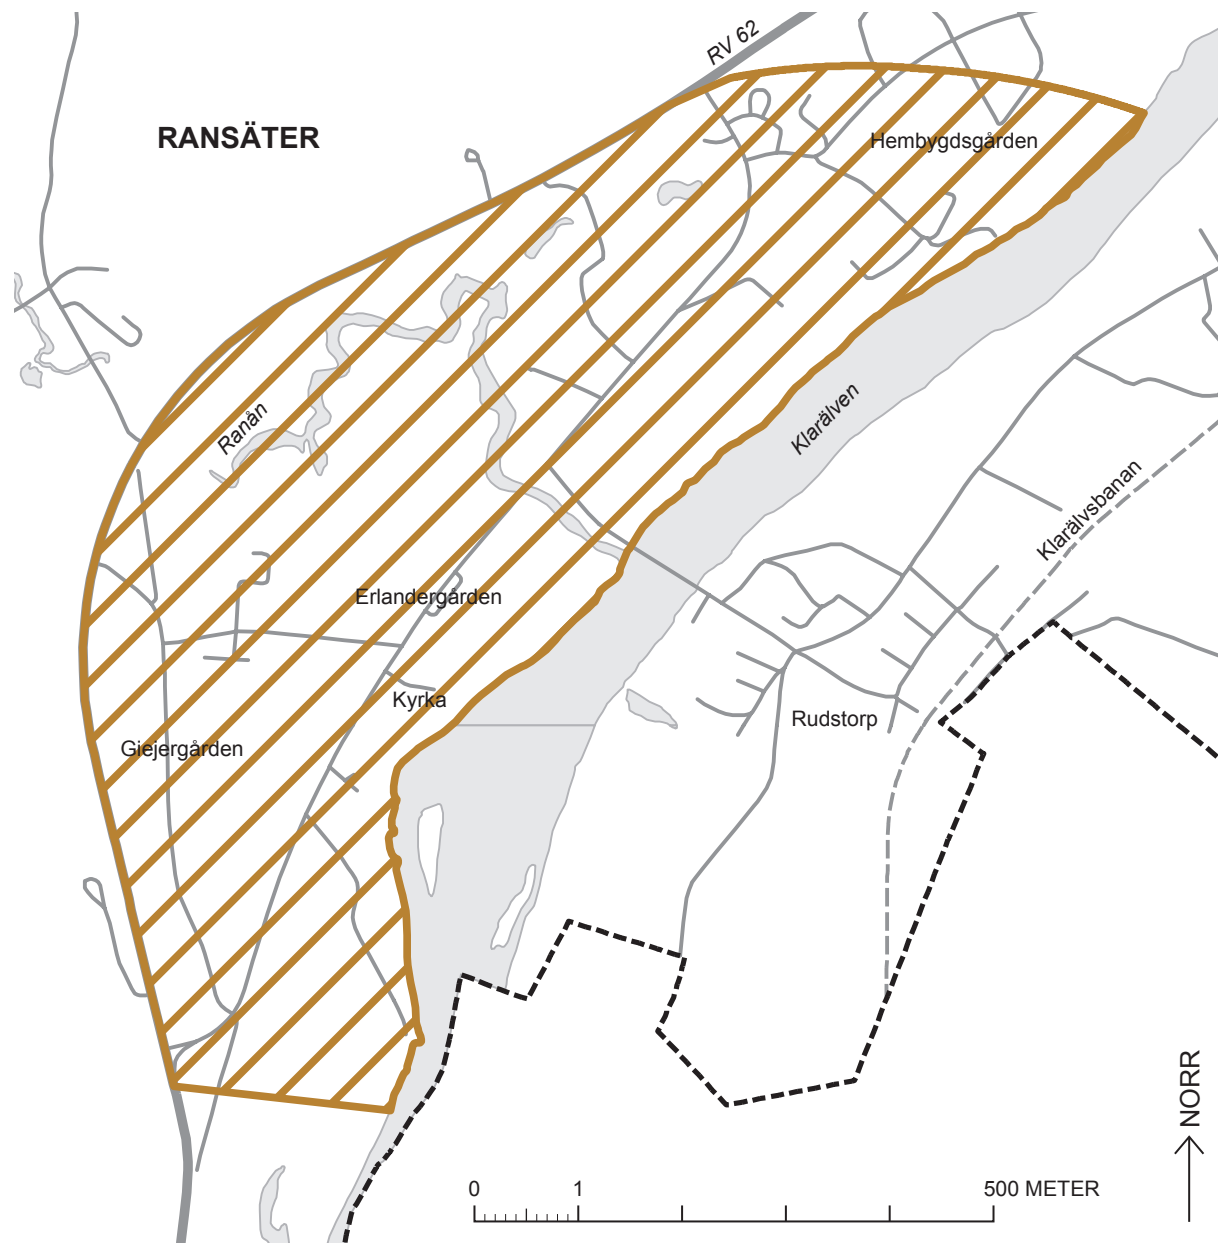 RV 62
RANSÄTER
Hembygdsgården
Ranån
Klarälven
Klarälvsbanan
Erlandergården
Kyrka
Rudstorp
Giejergården
NORR
0 1 500 METER